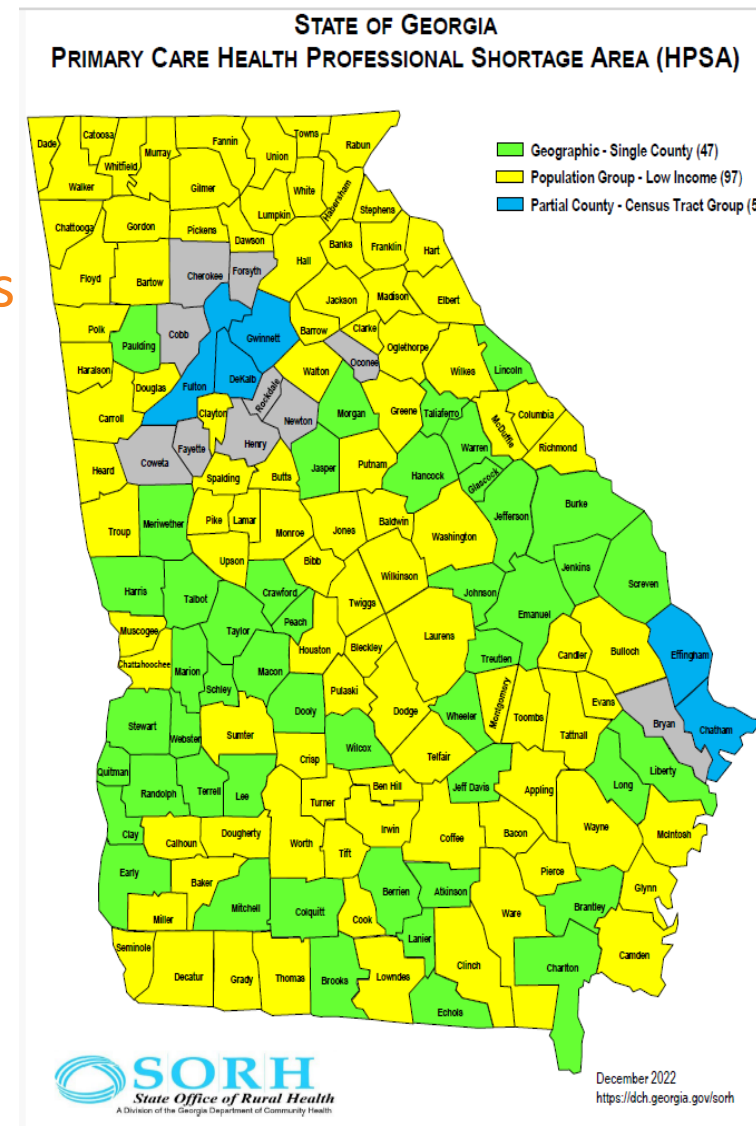 STATE OF GEORGIA
PRIMARY CARE HEALTH PROFESSIONAL SHORTAGE AREA (HPSA)
Geographic - Single County (47)
Population Group - Low Income (97)
Partial County - Census Tract Group (5
s
Dade
Catoosa
Whitfield
Murray
Fannin
Union
Towns
Rabun
Walker
Gilmer
White
Habersham
Stephens
Lumpkin
Chattooga
Gordon
Pickens
Dawson
Banks
Franklin
Hart
Hall
Floyd
Bartow
Cherokee
Forsyth
Jackson
Madison
Elbert
Polk
Paulding
Cobb
Gwinnett
Barrow
Clarke
Oglethorpe
Oconee
Wilkes
Lincoln
Haralson
Douglas
Fulton
DeKalb
Rockdale
Walton
Carroll
Clayton
Newton
Morgan
Greene
Taliaferro
McDuffie
Columbia
Richmond
Heard
Coweta
Fayette
Henry
Spalding
Butts
Jasper
Putnam
Hancock
Warren
Glascock
Troup
Meriwether
Pike
Lamar
Monroe
Jones
Baldwin
Washington
Jefferson
Burke
Upson
Bibb
Wilkinson
Jenkins
Screven
Harris
Talbot
Crawford
Peach
Twiggs
Johnson
Emanuel
Muscogee
Taylor
Houston
Bleckley
Laurens
Treutlen
Candler
Bulloch
Effingham
Chattahoochee
Marion
Macon
Schley
Pulaski
Dodge
Montgomery
Toombs
Evans
Bryan
Chatham
Stewart
Webster
Sumter
Dooly
Wilcox
Wheeler
Tattnall
Telfair
Liberty
Long
Quitman
Randolph
Terrell
Lee
Crisp
Turner
Ben Hill
Jeff Davis
Appling
Wayne
McIntosh
Clay
Calhoun
Dougherty
Worth
Tift
Irwin
Coffee
Bacon
Pierce
Early
Baker
Miller
Mitchell
Colquitt
Cook
Berrien
Atkinson
Ware
Brantley
Glynn
Seminole
Decatur
Grady
Thomas
Brooks
Lowndes
Lanier
Clinch
Echols
Charlton
Camden
SORH
State Office of Rural Health
A Division of the Georgia Department of Community Health
December 2022
https://dch.georgia.gov/sorh